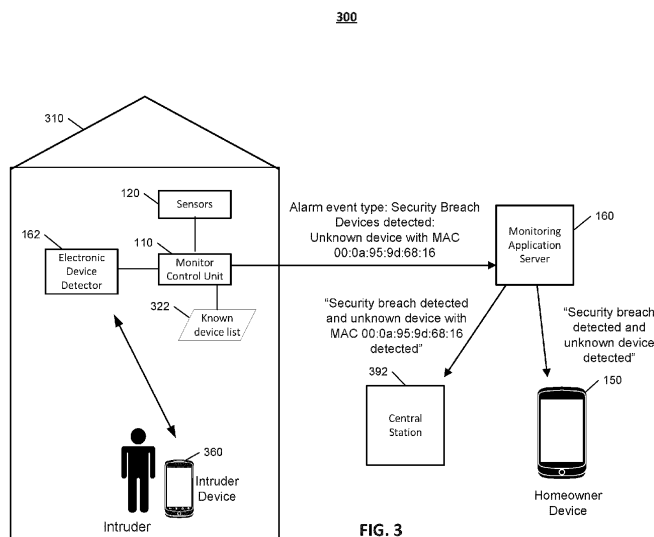 300
310
120
Sensors
162
110
Electronic
Device
Detector
Monitor
Control Unit
322
Known
device list
Alarm event type: Security Breach
Devices detected:
Unknown device with MAC
00:0a:95:9d:68:16
160
Monitoring
Application
Server
“Security breach detected
and unknown device with
MAC 00:0a:95:9d:68:16
detected”
“Security breach
detected and
unknown device
detected”
392
Central
Station
150
Homeowner
Device
360
Intruder
Device
Intruder
FIG. 3